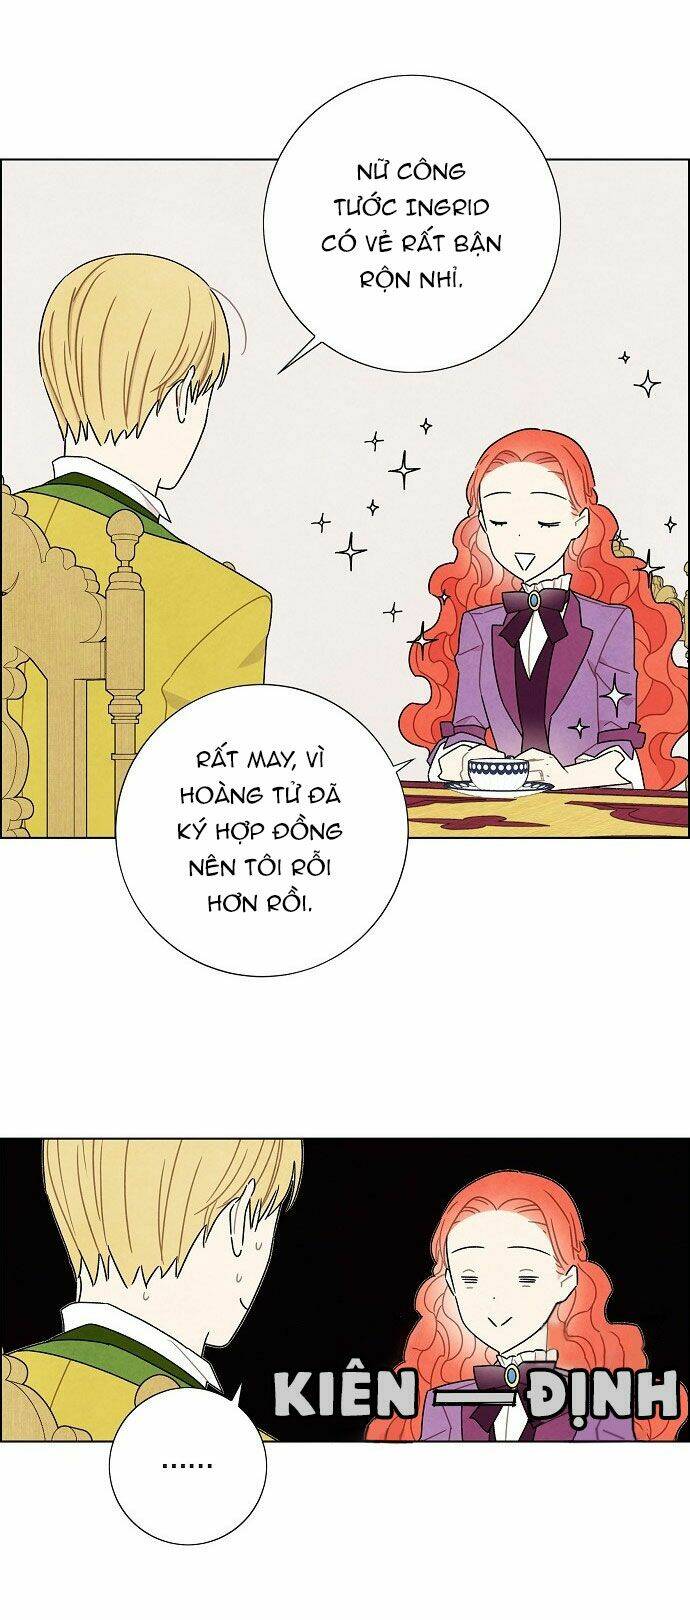 NỮ CÔNG
TƯỚC INGRID
CÓ VẺ RẤT BẬN
RỘN NHỈ.
RẤT MAY, VÌ
HOÀNG TỬ ĐÃ
KÝ HỢP ĐỒNG
NÊN TÔI RỖI
HƠN RỒI.
KIÊN — ĐỊNH
......